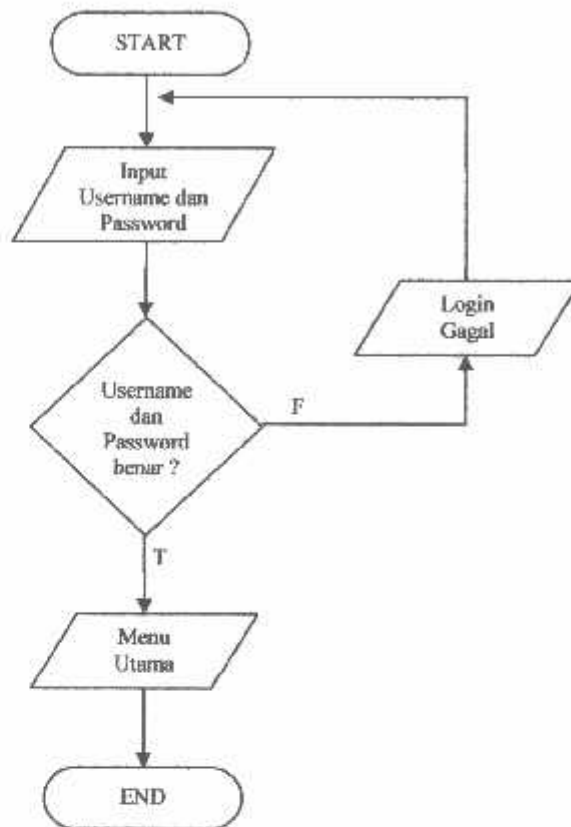 START
Input
Username dan
Password
Login
Gagal
Username
dan
Password
benar ?
F
T
Menu
Utama
END